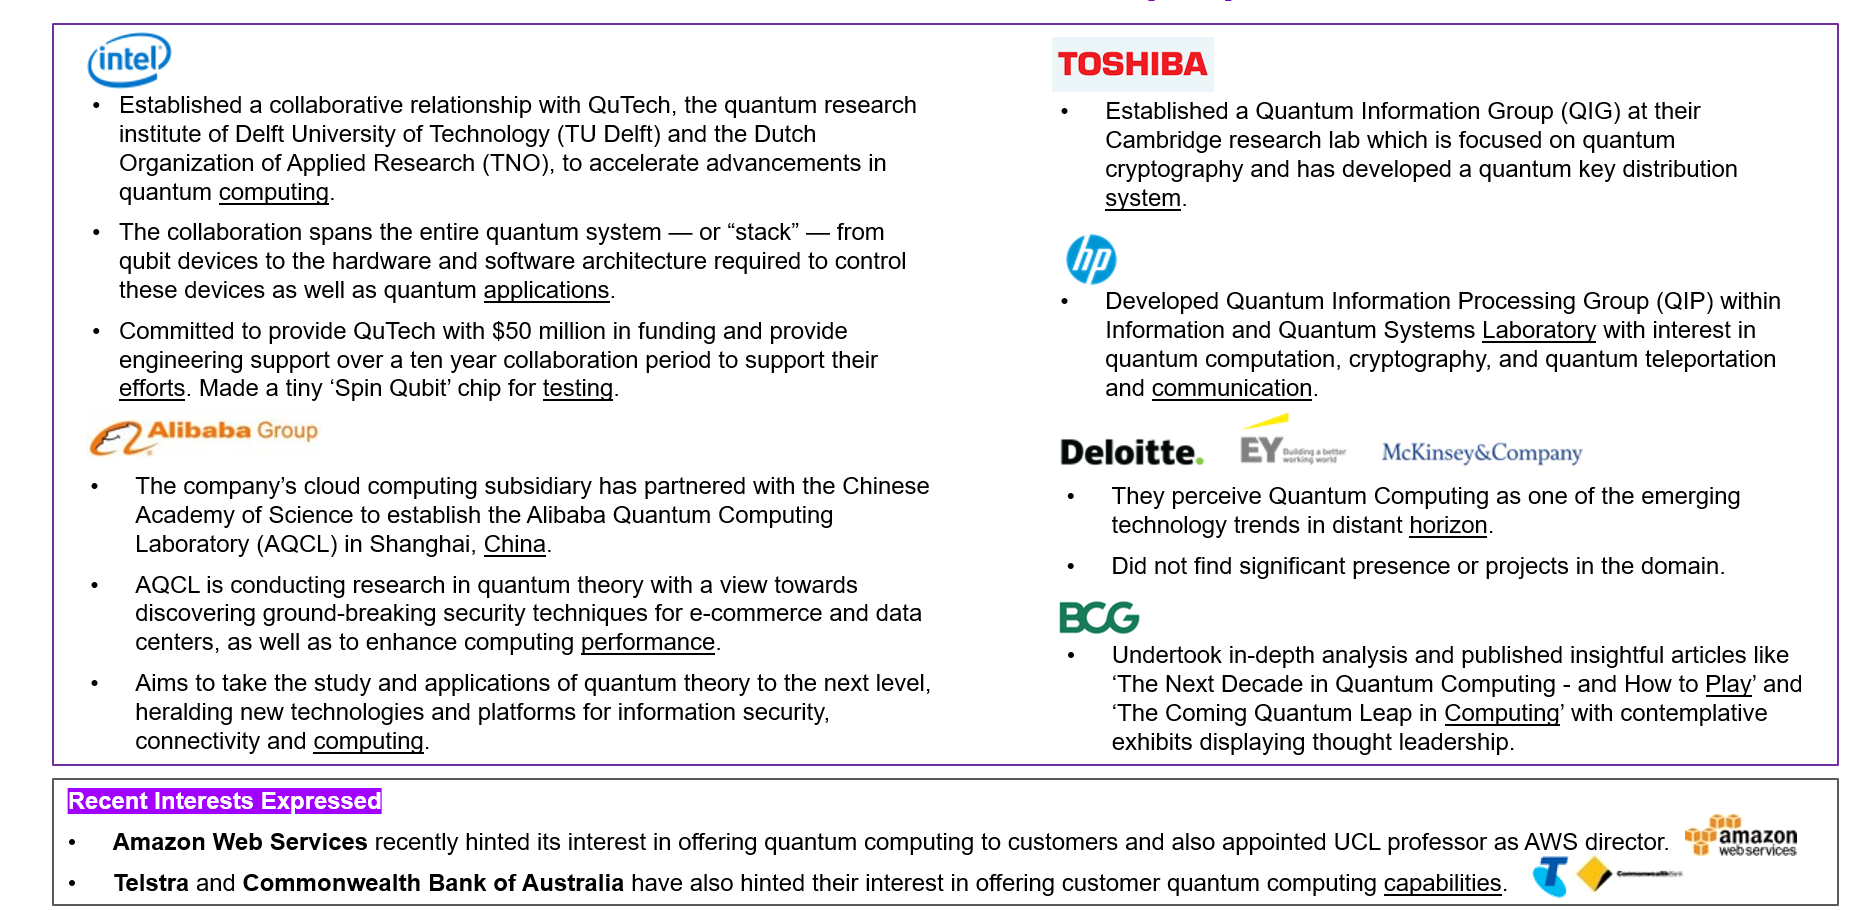 intel
• Established a collaborative relationship with QuTech, the quantum research
institute of Delft University of Technology (TU Delft) and the Dutch
Organization of Applied Research (TNO), to accelerate advancements in
quantum computing.
• The collaboration spans the entire quantum system — or “stack” — from
qubit devices to the hardware and software architecture required to control
these devices as well as quantum applications.
• Committed to provide QuTech with $50 million in funding and provide
engineering support over a ten year collaboration period to support their
efforts. Made a tiny ‘Spin Qubit’ chip for testing.
Alibaba Group
• The company’s cloud computing subsidiary has partnered with the Chinese
Academy of Science to establish the Alibaba Quantum Computing
Laboratory (AQCL) in Shanghai, China.
• AQCL is conducting research in quantum theory with a view towards
discovering ground-breaking security techniques for e-commerce and data
centers, as well as to enhance computing performance.
• Aims to take the study and applications of quantum theory to the next level,
heralding new technologies and platforms for information security,
connectivity and computing.
TOSHIBA
• Established a Quantum Information Group (QIG) at their
Cambridge research lab which is focused on quantum
cryptography and has developed a quantum key distribution
system.
hp
• Developed Quantum Information Processing Group (QIP) within
Information and Quantum Systems Laboratory with interest in
quantum computation, cryptography, and quantum teleportation
and communication.
Deloitte. EY Building a better working world McKinsey&Company
• They perceive Quantum Computing as one of the emerging
technology trends in distant horizon.
• Did not find significant presence or projects in the domain.
BCG
• Undertook in-depth analysis and published insightful articles like
‘The Next Decade in Quantum Computing - and How to Play’ and
‘The Coming Quantum Leap in Computing’ with contemplative
exhibits displaying thought leadership.
Recent Interests Expressed
• Amazon Web Services recently hinted its interest in offering quantum computing to customers and also appointed UCL professor as AWS director.
amazon
webservices
• Telstra and Commonwealth Bank of Australia have also hinted their interest in offering customer quantum computing capabilities.
T CommonwealthBank